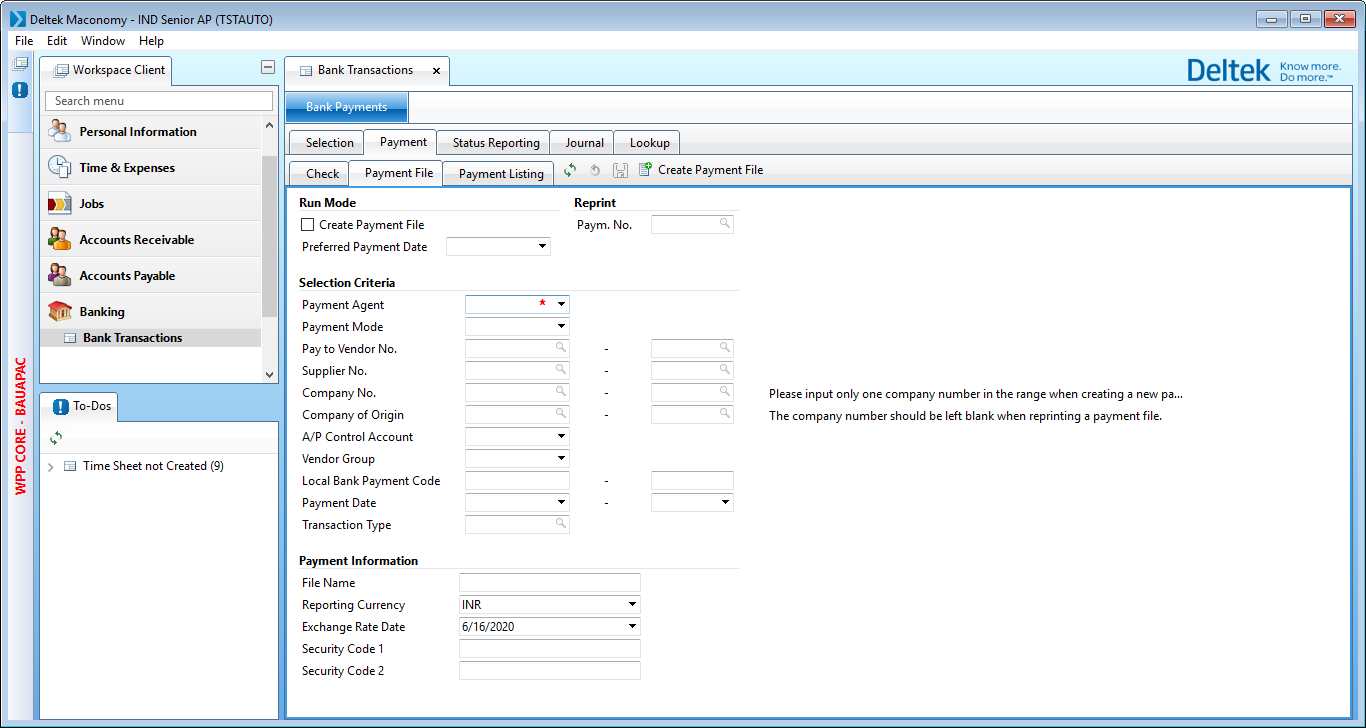 Deltek Maconomy - IND Senior AP (TSTAUTO)
File Edit Window Help
Workspace Client
Search menu
Personal Information
Time & Expenses
Jobs
Accounts Receivable
Accounts Payable
Banking
Bank Transactions
WPP CORE - BAUAPAC
To-Dos
Time Sheet not Created (9)
Bank Transactions x
Deltek Know more.
Do more.™
Bank Payments
Selection Payment Status Reporting Journal Lookup
Check Payment File Payment Listing Create Payment File
Run Mode Reprint
Create Payment File Paym. No.
Preferred Payment Date
Selection Criteria
Payment Agent *
Payment Mode
Pay to Vendor No. -
Supplier No. -
Company No. - Please input only one company number in the range when creating a new pa...
Company of Origin - The company number should be left blank when reprinting a payment file.
A/P Control Account
Vendor Group
Local Bank Payment Code -
Payment Date -
Transaction Type
Payment Information
File Name
Reporting Currency INR
Exchange Rate Date 6/16/2020
Security Code 1
Security Code 2